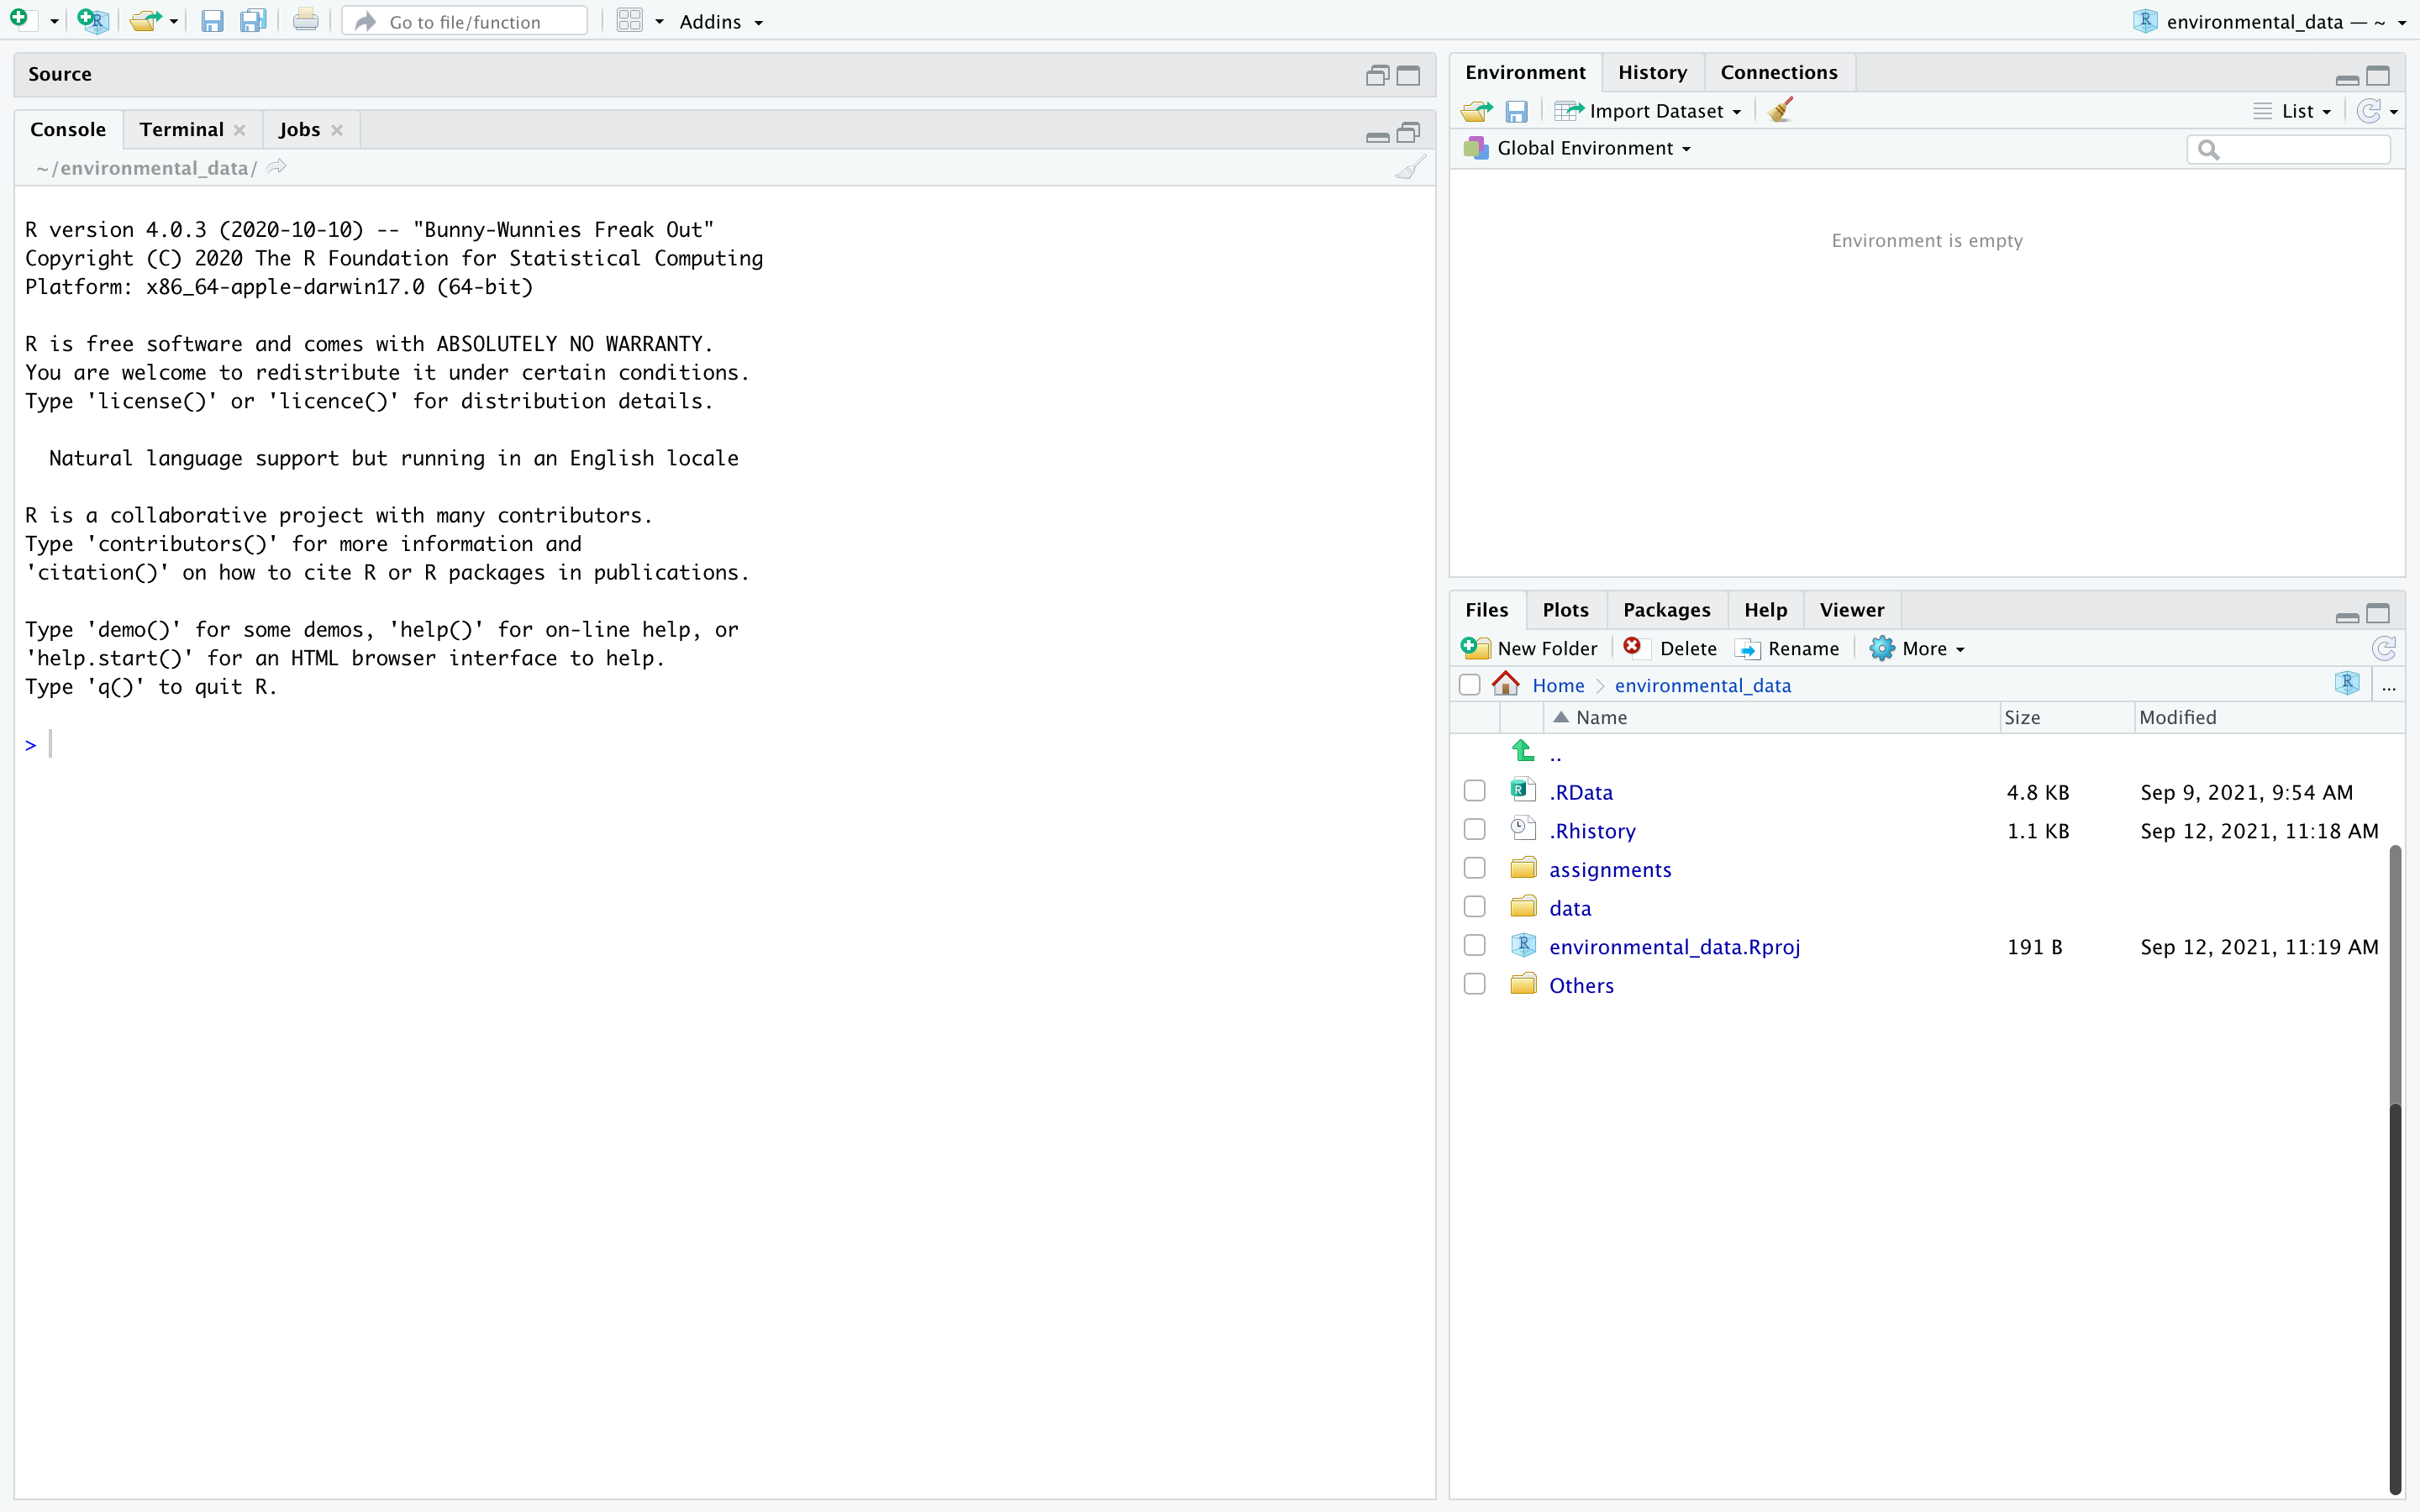 Go to file/function
Addins
environmental_data — ~
Source
Console Terminal Jobs
~/environmental_data/
R version 4.0.3 (2020-10-10) -- "Bunny-Wunnies Freak Out"
Copyright (C) 2020 The R Foundation for Statistical Computing
Platform: x86_64-apple-darwin17.0 (64-bit)
R is free software and comes with ABSOLUTELY NO WARRANTY.
You are welcome to redistribute it under certain conditions.
Type 'license()' or 'licence()' for distribution details.
Natural language support but running in an English locale
R is a collaborative project with many contributors.
Type 'contributors()' for more information and
'citation()' on how to cite R or R packages in publications.
Type 'demo()' for some demos, 'help()' for on-line help, or
'help.start()' for an HTML browser interface to help.
Type 'q()' to quit R.
>
Environment History Connections
Import Dataset List
Global Environment
Environment is empty
Files Plots Packages Help Viewer
New Folder Delete Rename More
Home environmental_data ...
Name Size Modified
..
.RData 4.8 KB Sep 9, 2021, 9:54 AM
.Rhistory 1.1 KB Sep 12, 2021, 11:18 AM
assignments
data
environmental_data.Rproj 191 B Sep 12, 2021, 11:19 AM
Others